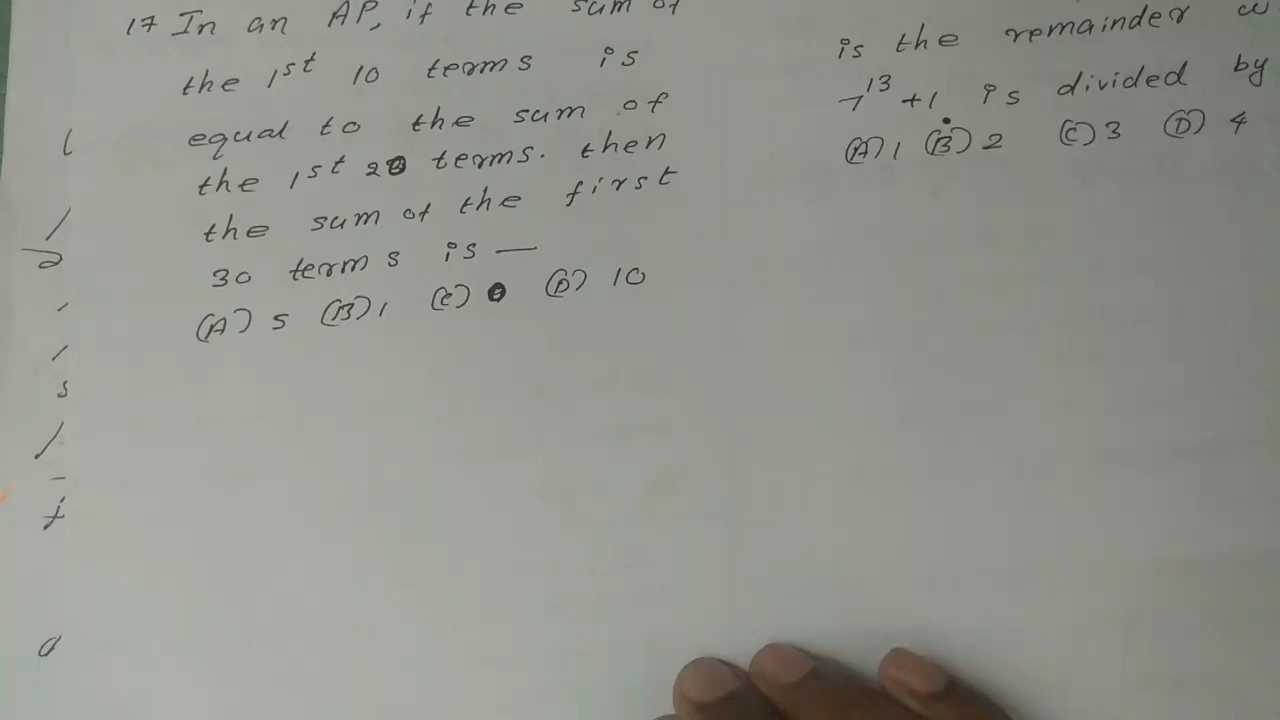 17 In an AP, if the sum of
the 1st 10 terms is
equal to the sum of
the 1st 20 terms. then
the sum of the first
30 terms is —
(A) 5 (B) 1 (C) 0 (D) 10
is the remainder
7^13 +1 is divided by
(A) 1 (B) 2 (C) 3 (D) 4